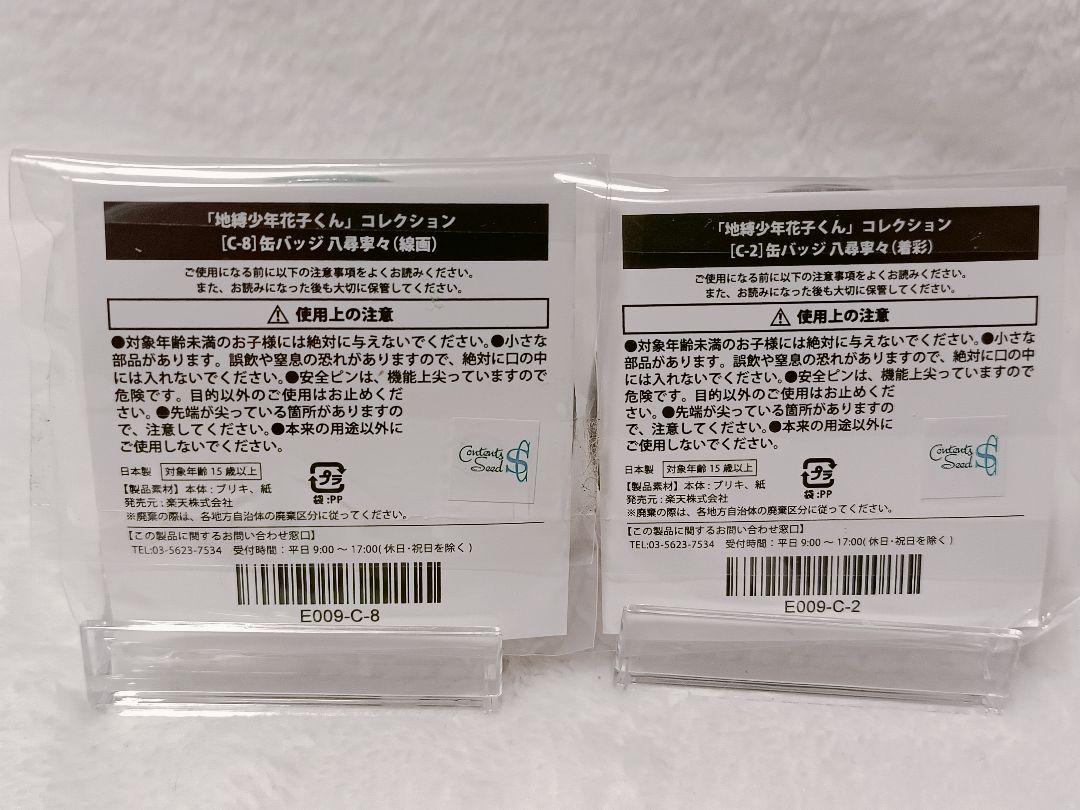 「地縛少年花子くん」コレクション
[C-8]缶バッジ 八尋寧々(線画)
ご使用になる前に以下の注意事項をよくお読みください。
また、お読みになった後も大切に保管してください。
⚠ 使用上の注意
●対象年齢未満のお子様には絶対に与えないでください。●小さな
部品があります。誤飲や窒息の恐れがありますので、絶対に口の中
には入れないでください。●安全ピンは、機能上尖っていますので
危険です。目的以外のご使用はお止めくだ
さい。●先端が尖っている箇所がありますの
で、注意してください。●本来の用途以外に
ご使用しないでください。
Contents
Seed
日本製 対象年齢 15歳以上
プラ
袋:PP
【製品素材】本体:ブリキ、紙
発売元:楽天株式会社
※廃棄の際は、各地方自治体の廃棄区分に従ってください。
【この製品に関するお問い合わせ窓口】
TEL:03-5623-7534 受付時間:平日9:00～17:00(休日・祝日を除く)
E009-C-8
「地縛少年花子くん」コレクション
[C-2]缶バッジ 八尋寧々(着彩)
ご使用になる前に以下の注意事項をよくお読みください。
また、お読みになった後も大切に保管してください。
⚠ 使用上の注意
●対象年齢未満のお子様には絶対に与えないでください。●小さな
部品があります。誤飲や窒息の恐れがありますので、絶対に口の中
には入れないでください。●安全ピンは、機能上尖っていますので
危険です。目的以外のご使用はお止めくだ
さい。●先端が尖っている箇所がありますの
で、注意してください。●本来の用途以外に
ご使用しないでください。
Contents
Seed
日本製 対象年齢 15歳以上
プラ
袋:PP
【製品素材】本体:ブリキ、紙
発売元:楽天株式会社
※廃棄の際は、各地方自治体の廃棄区分に従ってください。
【この製品に関するお問い合わせ窓口】
TEL:03-5623-7534 受付時間:平日9:00～17:00(休日・祝日を除く)
E009-C-2